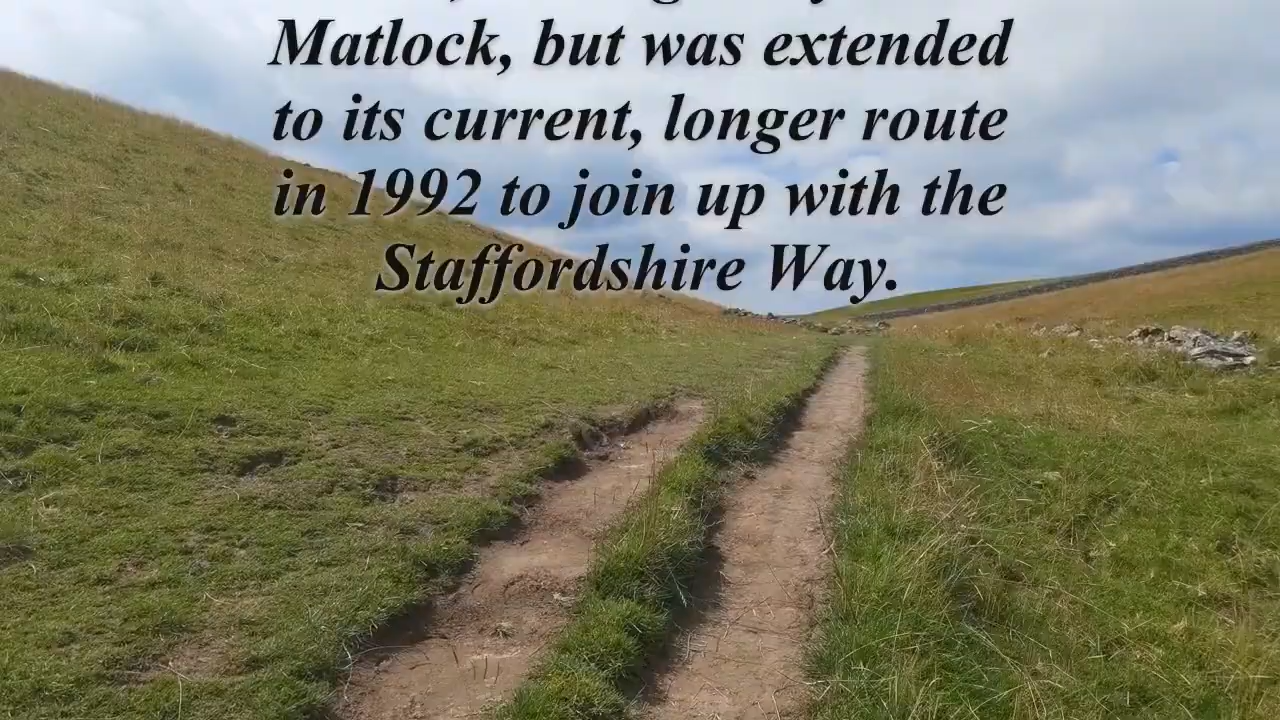 Matlock, but was extended
to its current, longer route
in 1992 to join up with the
Staffordshire Way.